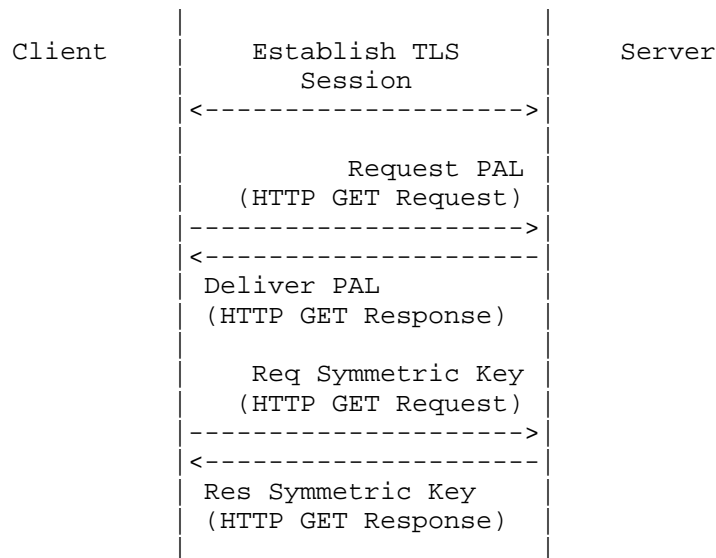 Client Establish TLS Server
Session
Request PAL
(HTTP GET Request)
Deliver PAL
(HTTP GET Response)
Req Symmetric Key
(HTTP GET Request)
Res Symmetric Key
(HTTP GET Response)